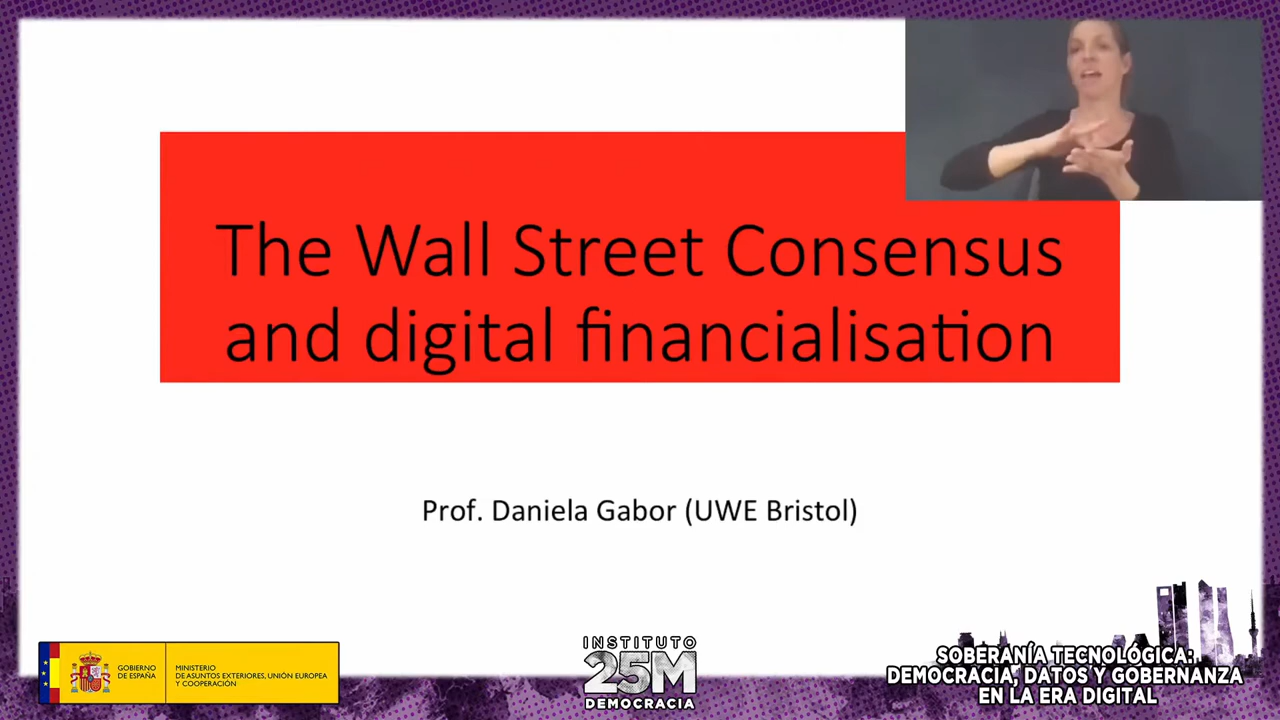 The Wall Street Consensus
and digital financialisation
Prof. Daniela Gabor (UWE Bristol)
GOBIERNO
DE ESPAÑA
MINISTERIO
DE ASUNTOS EXTERIORES, UNIÓN EUROPEA
Y COOPERACIÓN
INSTITUTO
25M
DEMOCRACIA
SOBERANÍA TECNOLÓGICA:
DEMOCRACIA, DATOS Y GOBERNANZA
EN LA ERA DIGITAL